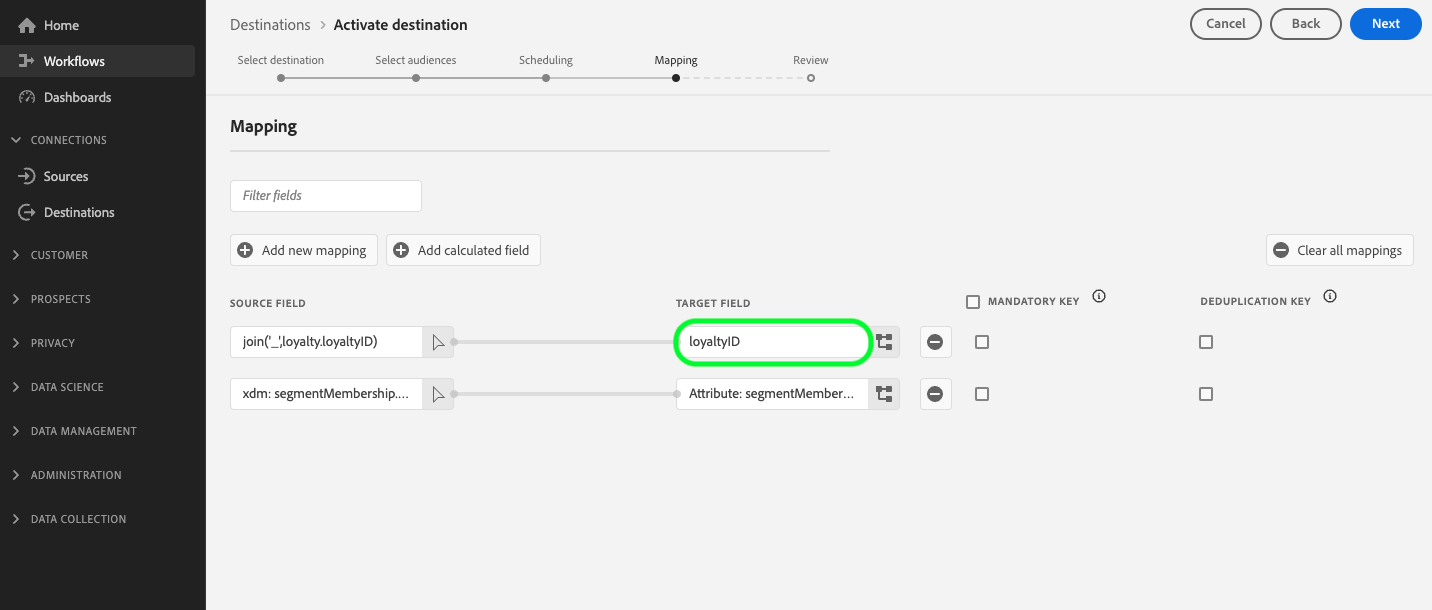 Home
Workflows
Dashboards
CONNECTIONS
Sources
Destinations
CUSTOMER
PROSPECTS
PRIVACY
DATA SCIENCE
DATA MANAGEMENT
ADMINISTRATION
DATA COLLECTION
Destinations > Activate destination
Cancel Back Next
Select destination Select audiences Scheduling Mapping Review
Mapping
Filter fields
Add new mapping Add calculated field Clear all mappings
SOURCE FIELD TARGET FIELD MANDATORY KEY DEDUPLICATION KEY
join('_',loyalty.loyaltyID) loyaltyID
xdm: segmentMembership.... Attribute: segmentMember...